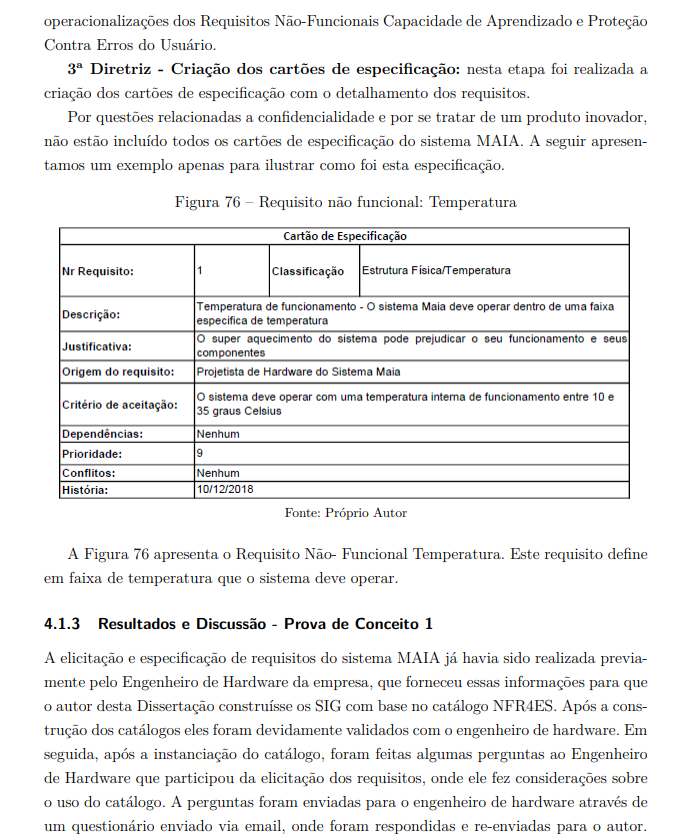 operacionalizações dos Requisitos Não-Funcionais Capacidade de Aprendizado e Proteção
Contra Erros do Usuário.
3ª Diretriz - Criação dos cartões de especificação: nesta etapa foi realizada a
criação dos cartões de especificação com o detalhamento dos requisitos.
Por questões relacionadas a confidencialidade e por se tratar de um produto inovador,
não estão incluído todos os cartões de especificação do sistema MAIA. A seguir apresen-
tamos um exemplo apenas para ilustrar como foi esta especificação.
Figura 76 – Requisito não funcional: Temperatura
Cartão de Especificação
Nr Requisito: 1 Classificação Estrutura Física/Temperatura
Descrição: Temperatura de funcionamento - O sistema Maia deve operar dentro de uma faixa
especifica de temperatura
Justificativa: O super aquecimento do sistema pode prejudicar o seu funcionamento e seus
componentes
Origem do requisito: Projetista de Hardware do Sistema Maia
Critério de aceitação: O sistema deve operar com uma temperatura interna de funcionamento entre 10 e
35 graus Celsius
Dependências: Nenhum
Prioridade: 9
Conflitos: Nenhum
História: 10/12/2018
Fonte: Próprio Autor
A Figura 76 apresenta o Requisito Não- Funcional Temperatura. Este requisito define
em faixa de temperatura que o sistema deve operar.
4.1.3 Resultados e Discussão - Prova de Conceito 1
A elicitação e especificação de requisitos do sistema MAIA já havia sido realizada previa-
mente pelo Engenheiro de Hardware da empresa, que forneceu essas informações para que
o autor desta Dissertação construísse os SIG com base no catálogo NFR4ES. Após a cons-
trução dos catálogos eles foram devidamente validados com o engenheiro de hardware. Em
seguida, após a instanciação do catálogo, foram feitas algumas perguntas ao Engenheiro
de Hardware que participou da elicitação dos requisitos, onde ele fez considerações sobre
o uso do catálogo. A perguntas foram enviadas para o engenheiro de hardware através de
um questionário enviado via email, onde foram respondidas e re-enviadas para o autor.